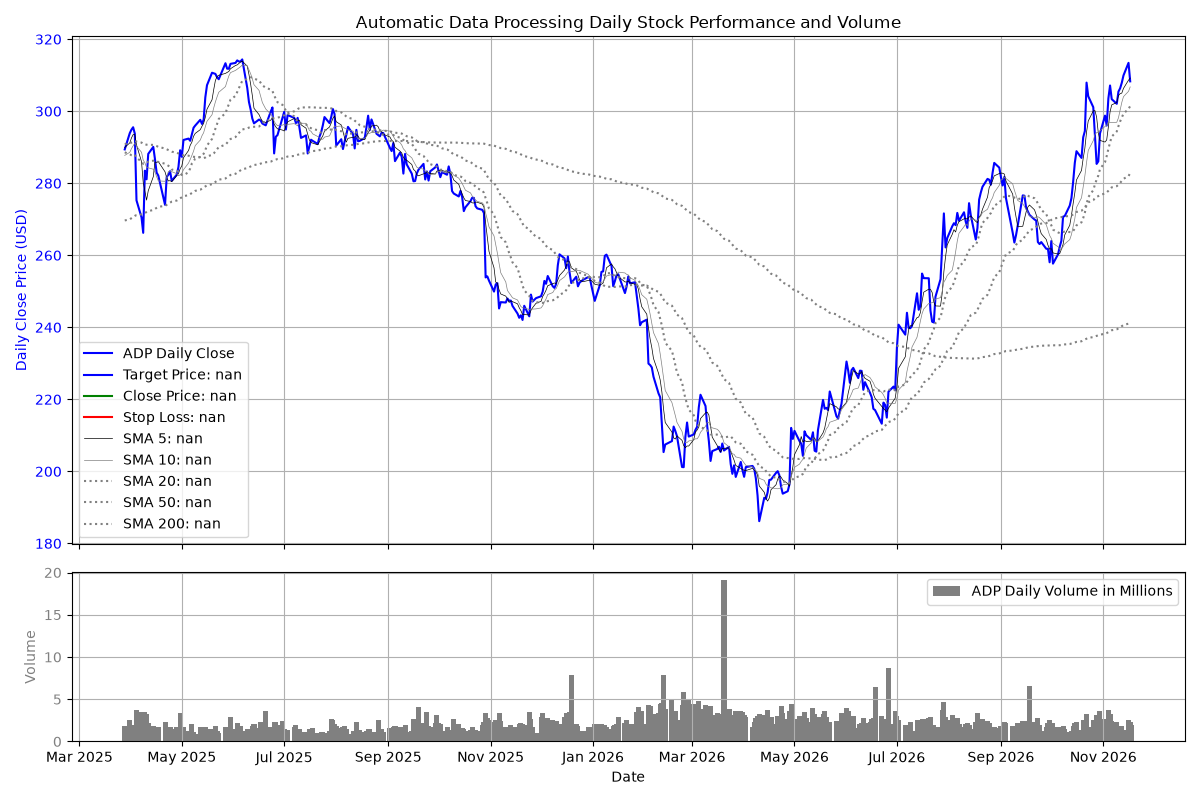 Automatic Data Processing Daily Stock Performance and Volume
320
300
280
260
240
220
200
180
Daily Close Price (USD)
ADP Daily Close
Target Price: nan
Close Price: nan
Stop Loss: nan
SMA 5: nan
SMA 10: nan
SMA 20: nan
SMA 50: nan
SMA 200: nan
20
15
10
5
0
Volume
ADP Daily Volume in Millions
Mar 2025 May 2025 Jul 2025 Sep 2025 Nov 2025 Jan 2026 Mar 2026 May 2026 Jul 2026 Sep 2026 Nov 2026
Date